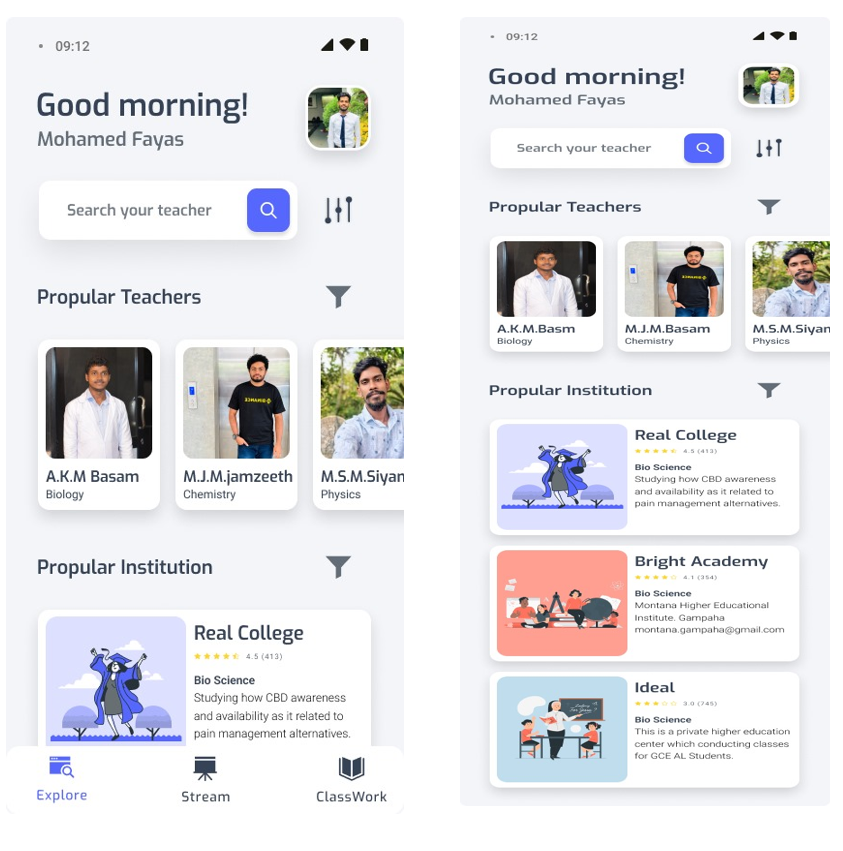 09:12
Good morning!
Mohamed Fayas
Search your teacher
Propular Teachers
A.K.M Basam
Biology
M.J.M.jamzeeth
Chemistry
M.S.M.Siyan
Physics
Propular Institution
Real College
4.5 (413)
Bio Science
Studying how CBD awareness
and availability as it related to
pain management alternatives.
Explore
Stream
ClassWork
09:12
Good morning!
Mohamed Fayas
Search your teacher
Propular Teachers
A.K.M.Basm
Biology
M.J.M.Basam
Chemistry
M.S.M.Siyan
Physics
Propular Institution
Real College
4.5 (413)
Bio Science
Studying how CBD awareness
and availability as it related to
pain management alternatives.
Bright Academy
4.1 (354)
Bio Science
Montana Higher Educational
Institute. Gampaha
montana.gampaha@gmail.com
Ideal
3.0 (745)
Bio Science
This is a private higher education
center which conducting classes
for GCE AL Students.